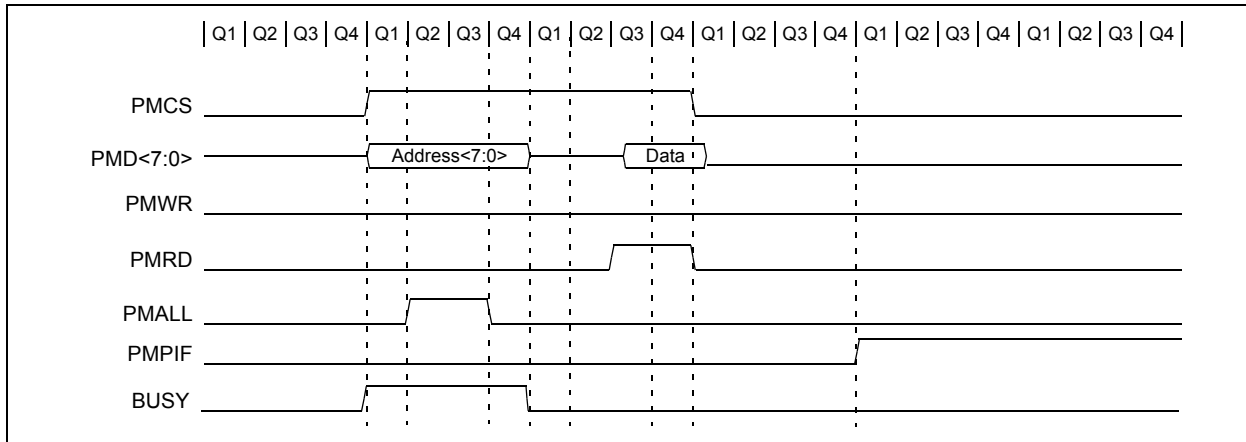 Q1 Q2 Q3 Q4 Q1 Q2 Q3 Q4 Q1 Q2 Q3 Q4 Q1 Q2 Q3 Q4 Q1 Q2 Q3 Q4 Q1 Q2 Q3 Q4
PMCS
PMD<7:0> Address<7:0> Data
PMWR
PMRD
PMALL
PMPIF
BUSY